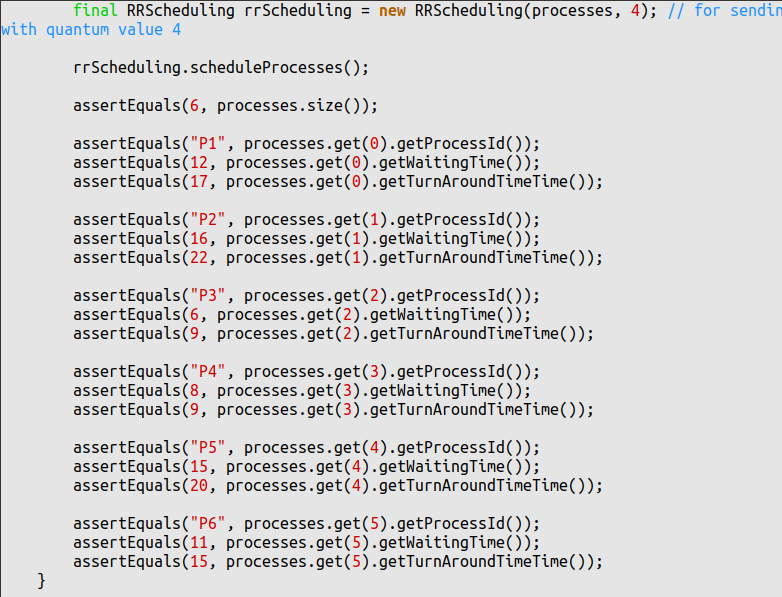 final RRScheduling rrScheduling = new RRScheduling(processes, 4); // for sendin
with quantum value 4
rrScheduling.scheduleProcesses();
assertEquals(6, processes.size());
assertEquals("P1", processes.get(0).getProcessId());
assertEquals(12, processes.get(0).getWaitingTime());
assertEquals(17, processes.get(0).getTurnAroundTimeTime());
assertEquals("P2", processes.get(1).getProcessId());
assertEquals(16, processes.get(1).getWaitingTime());
assertEquals(22, processes.get(1).getTurnAroundTimeTime());
assertEquals("P3", processes.get(2).getProcessId());
assertEquals(6, processes.get(2).getWaitingTime());
assertEquals(9, processes.get(2).getTurnAroundTimeTime());
assertEquals("P4", processes.get(3).getProcessId());
assertEquals(8, processes.get(3).getWaitingTime());
assertEquals(9, processes.get(3).getTurnAroundTimeTime());
assertEquals("P5", processes.get(4).getProcessId());
assertEquals(15, processes.get(4).getWaitingTime());
assertEquals(20, processes.get(4).getTurnAroundTimeTime());
assertEquals("P6", processes.get(5).getProcessId());
assertEquals(11, processes.get(5).getWaitingTime());
assertEquals(15, processes.get(5).getTurnAroundTimeTime());
}